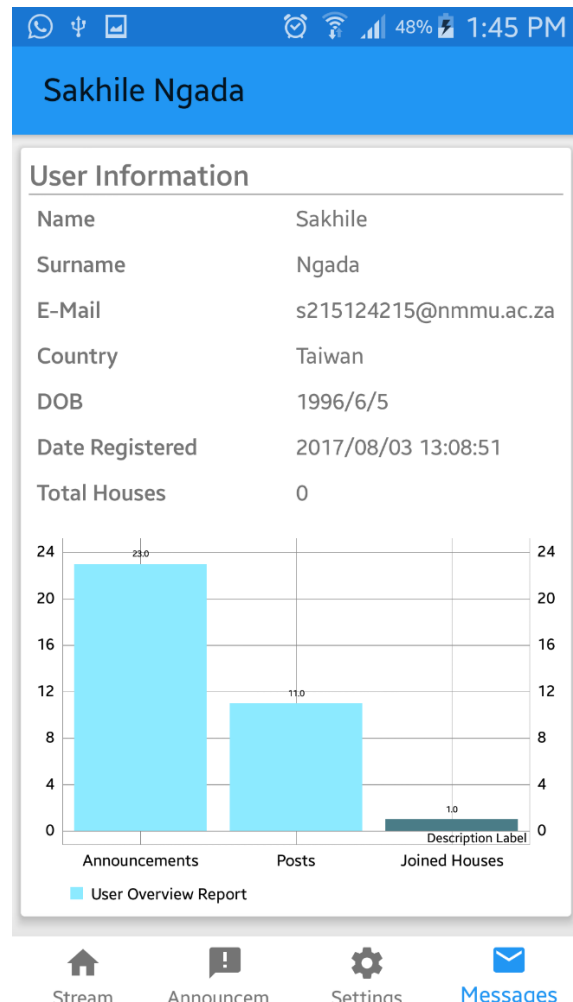 48% 1:45 PM
Sakhile Ngada
User Information
Name Sakhile
Surname Ngada
E-Mail s215124215@nmmu.ac.za
Country Taiwan
DOB 1996/6/5
Date Registered 2017/08/03 13:08:51
Total Houses 0
24 23.0 24
20 20
16 16
12 11.0 12
8 8
4 4
1.0
0 Description Label 0
Announcements Posts Joined Houses
User Overview Report
Stream Announcem Settings Messages